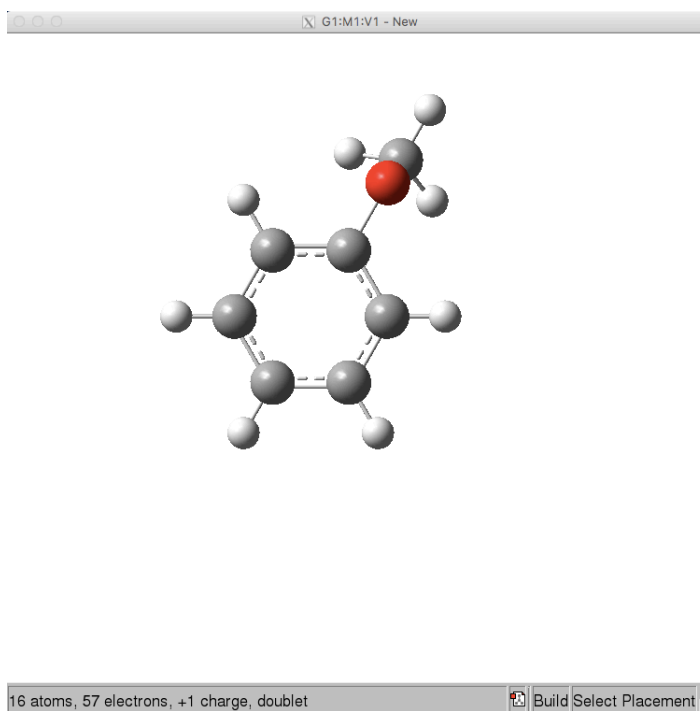 G1:M1:V1 - New
16 atoms, 57 electrons, +1 charge, doublet Build Select Placement